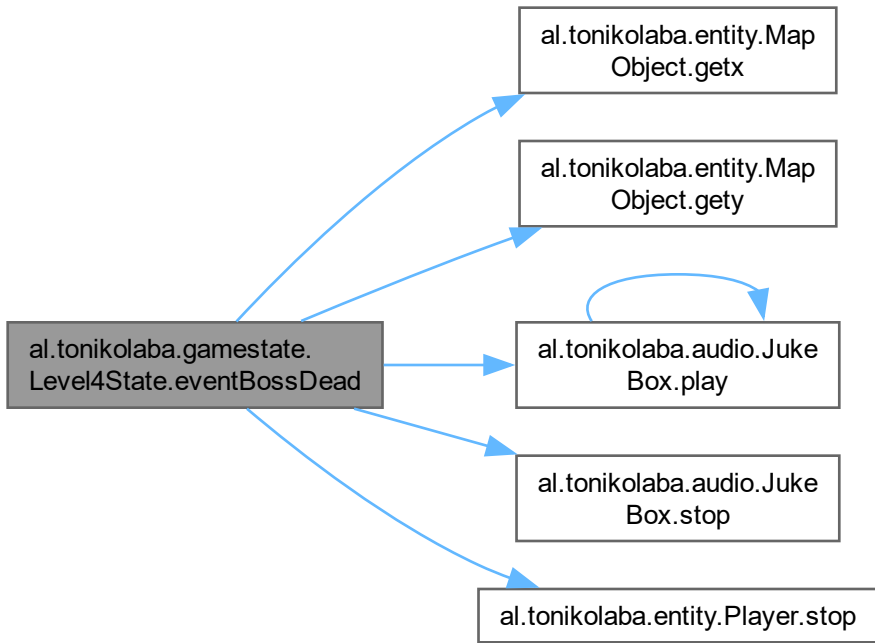 al.tonikolaba.entity.Map
Object.getx
al.tonikolaba.entity.Map
Object.gety
al.tonikolaba.gamestate.
Level4State.eventBossDead
al.tonikolaba.audio.Juke
Box.play
al.tonikolaba.audio.Juke
Box.stop
al.tonikolaba.entity.Player.stop